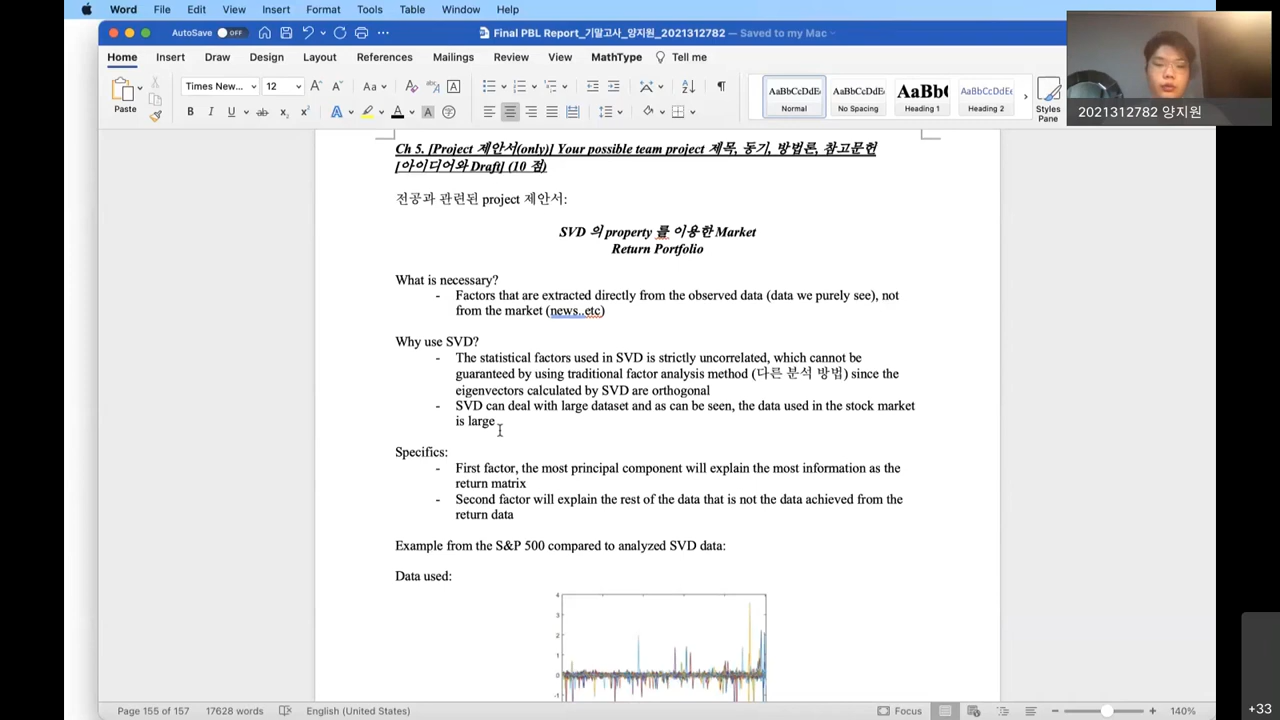 Word File Edit View Insert Format Tools Table Window Help
AutoSave OFF
Final PBL Report_기말고사_양지원_2021312782 — Saved to my Mac
Home Insert Draw Design Layout References Mailings Review View MathType Tell me
Paste
Times New... 12
AaBbCcDdEe AaBbCcDdEe AaBbC AaBbCcDdEe
Normal No Spacing Heading 1 Heading 2
Styles Pane
2021312782 양지원
Ch 5. [Project 제안서(only)] Your possible team project 제목, 동기, 방법론, 참고문헌
[아이디어와 Draft] (10 점)
전공과 관련된 project 제안서:
SVD 의 property 를 이용한 Market
Return Portfolio
What is necessary?
- Factors that are extracted directly from the observed data (data we purely see), not
from the market (news..etc)
Why use SVD?
- The statistical factors used in SVD is strictly uncorrelated, which cannot be
guaranteed by using traditional factor analysis method (다른 분석 방법) since the
eigenvectors calculated by SVD are orthogonal
- SVD can deal with large dataset and as can be seen, the data used in the stock market
is large
Specifics:
- First factor, the most principal component will explain the most information as the
return matrix
- Second factor will explain the rest of the data that is not the data achieved from the
return data
Example from the S&P 500 compared to analyzed SVD data:
Data used:
4
3
2
1
0
-1
Page 155 of 157 17628 words English (United States) Focus 140%
+33